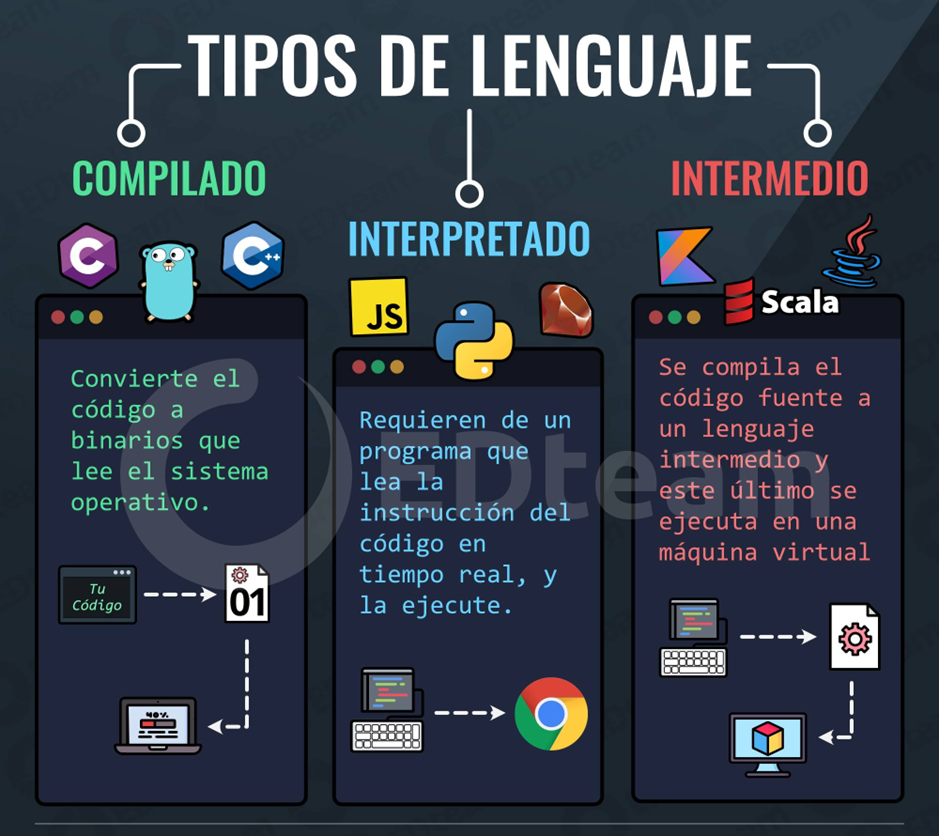 TIPOS DE LENGUAJE
COMPILADO
C
C++
Convierte el
código a
binarios que
lee el sistema
operativo.
Tu
Código
01
40%
INTERPRETADO
JS
Requieren de un
programa que
lea la
instrucción del
código en
tiempo real, y
la ejecute.
INTERMEDIO
Scala
Se compila el
código fuente a
un lenguaje
intermedio y
este último se
ejecuta en una
máquina virtual
EDteam